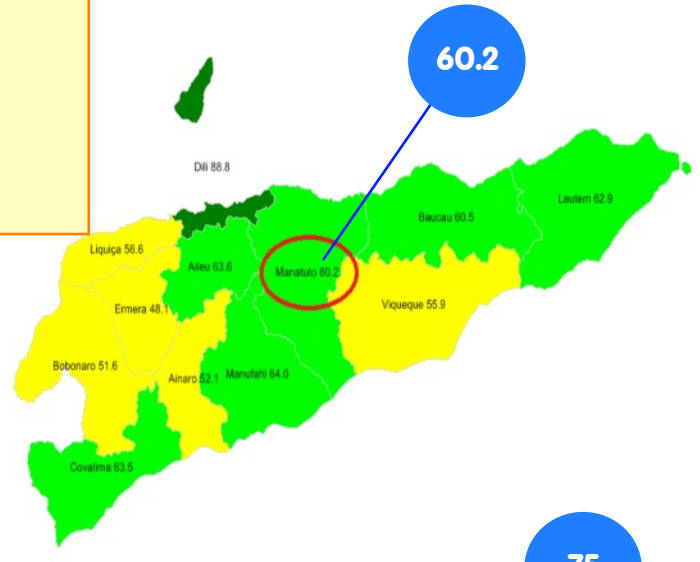 60.2
Dili 88.8
Lautem 62.9
Baucau 60.5
Liquiça 56.6
Aileu 63.6
Manatuto 60.2
Ermera 48.1
Viqueque 55.9
Bobonaro 51.6
Ainaro 52.1
Manufahi 64.0
Covalima 63.5
75